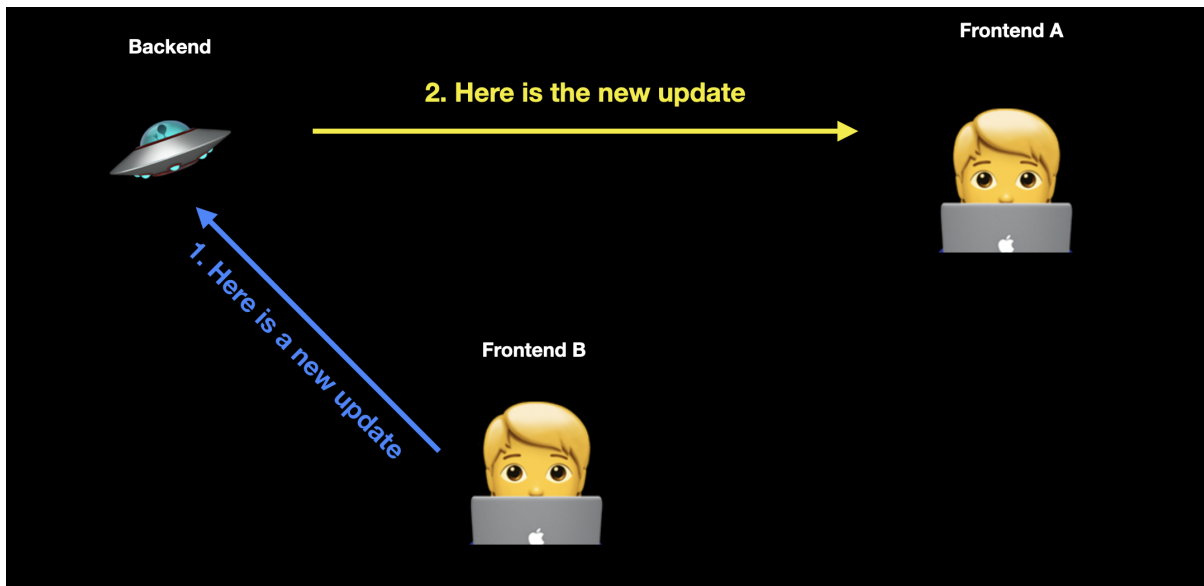 Backend
Frontend A
2. Here is the new update
1. Here is a new update
Frontend B